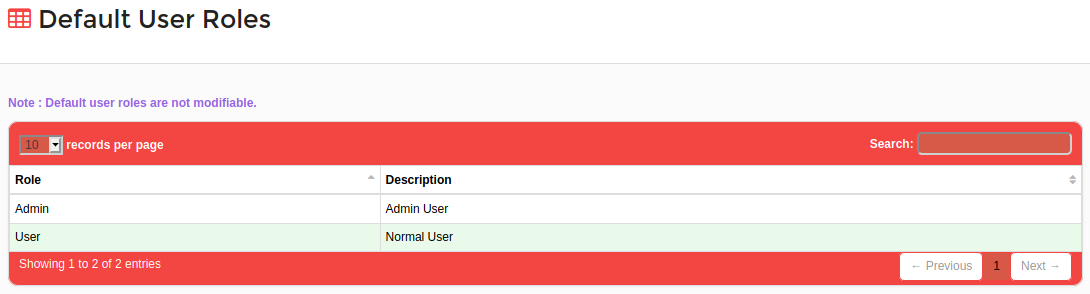 Default User Roles
Note : Default user roles are not modifiable.
10 records per page Search:
Role Description
Admin Admin User
User Normal User
Showing 1 to 2 of 2 entries ← Previous 1 Next →